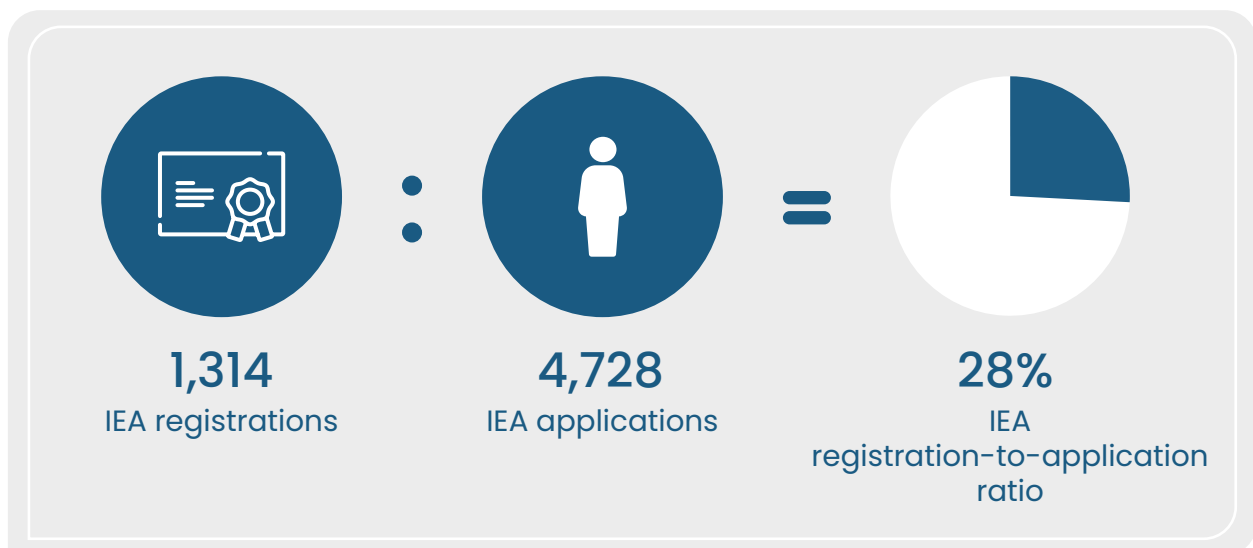 1,314
IEA registrations
:
4,728
IEA applications
=
28%
IEA
registration-to-application
ratio